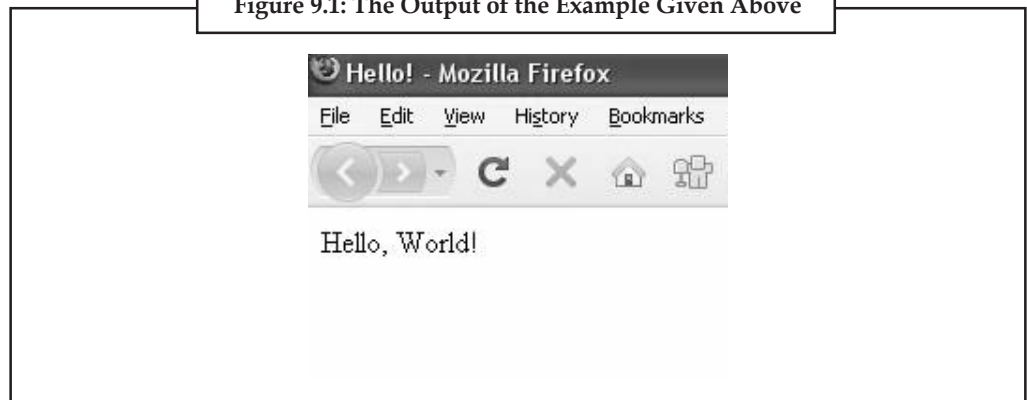 Figure 9.1: The Output of the Example Given Above
Hello! - Mozilla Firefox
File Edit View History Bookmarks
Hello, World!